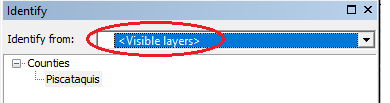 Identify
Identify from: <Visible layers>
Counties
Piscataquis